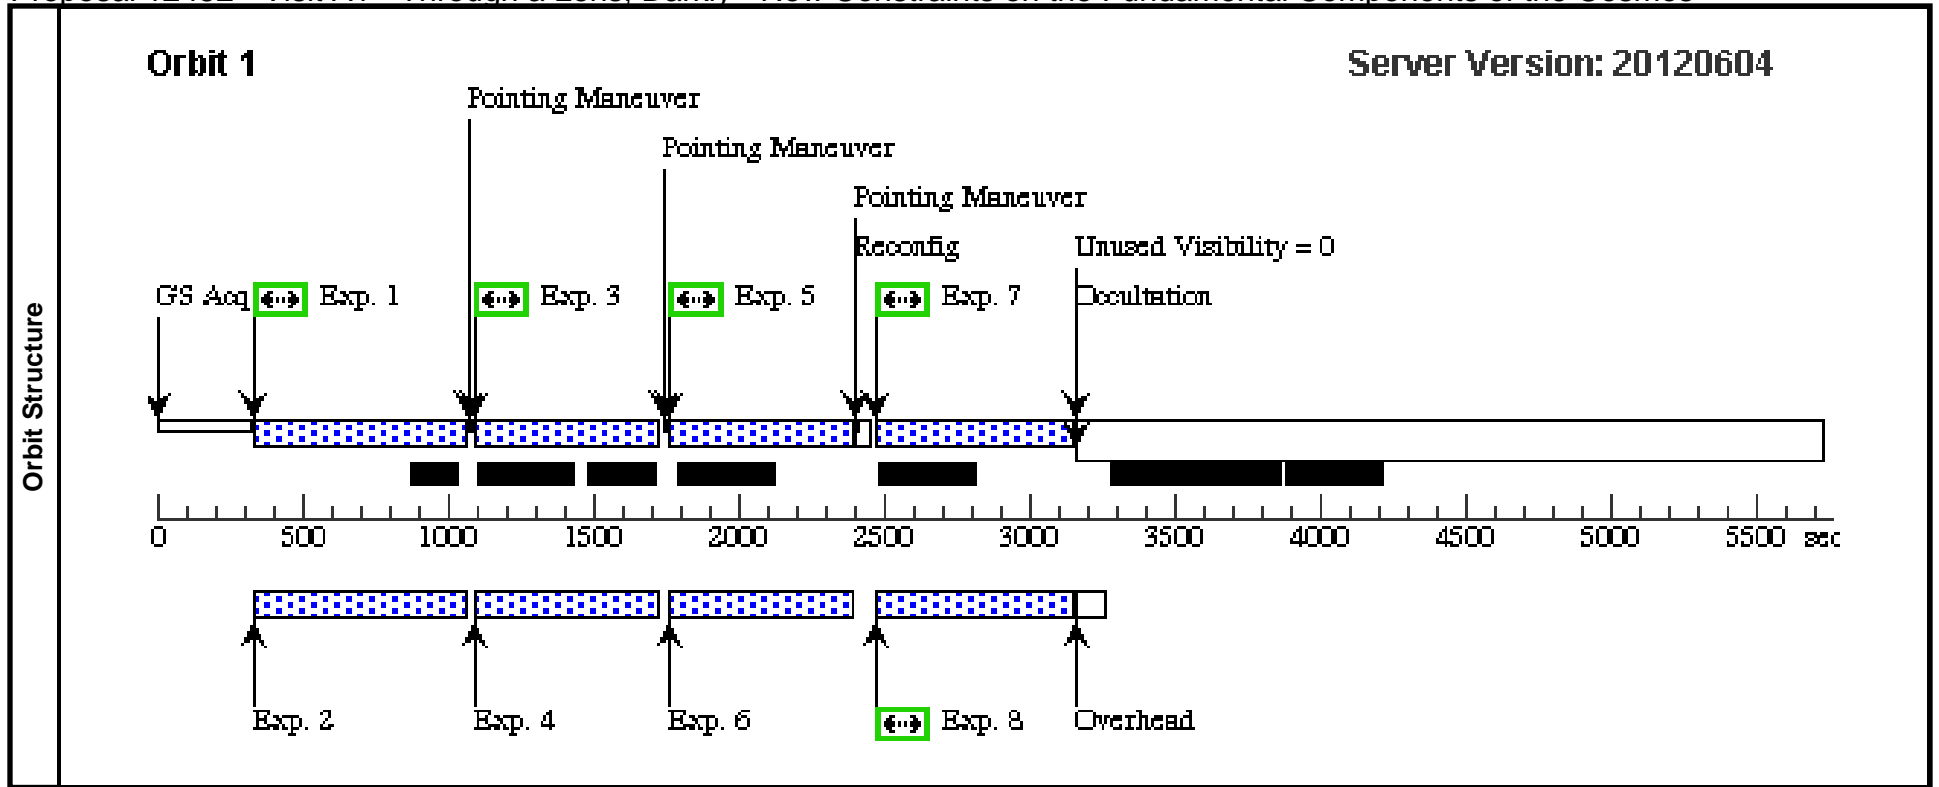 Orbit 1
Server Version: 20120604
Pointing Maneuver
Pointing Maneuver
Pointing Maneuver
Reconfig
Unused Visibility = 0
GS Acq
Exp. 1
Exp. 3
Exp. 5
Exp. 7
Occultation
Orbit Structure
0 500 1000 1500 2000 2500 3000 3500 4000 4500 5000 5500 sec
Exp. 2
Exp. 4
Exp. 6
Exp. 8
Overhead